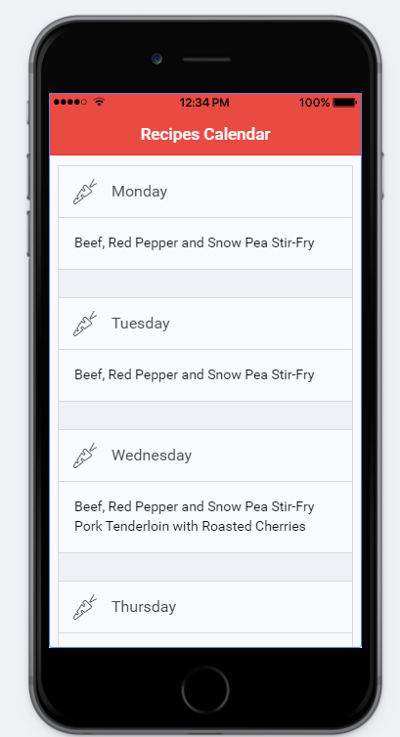 12:34 PM 100%
Recipes Calendar
Monday
Beef, Red Pepper and Snow Pea Stir-Fry
Tuesday
Beef, Red Pepper and Snow Pea Stir-Fry
Wednesday
Beef, Red Pepper and Snow Pea Stir-Fry
Pork Tenderloin with Roasted Cherries
Thursday